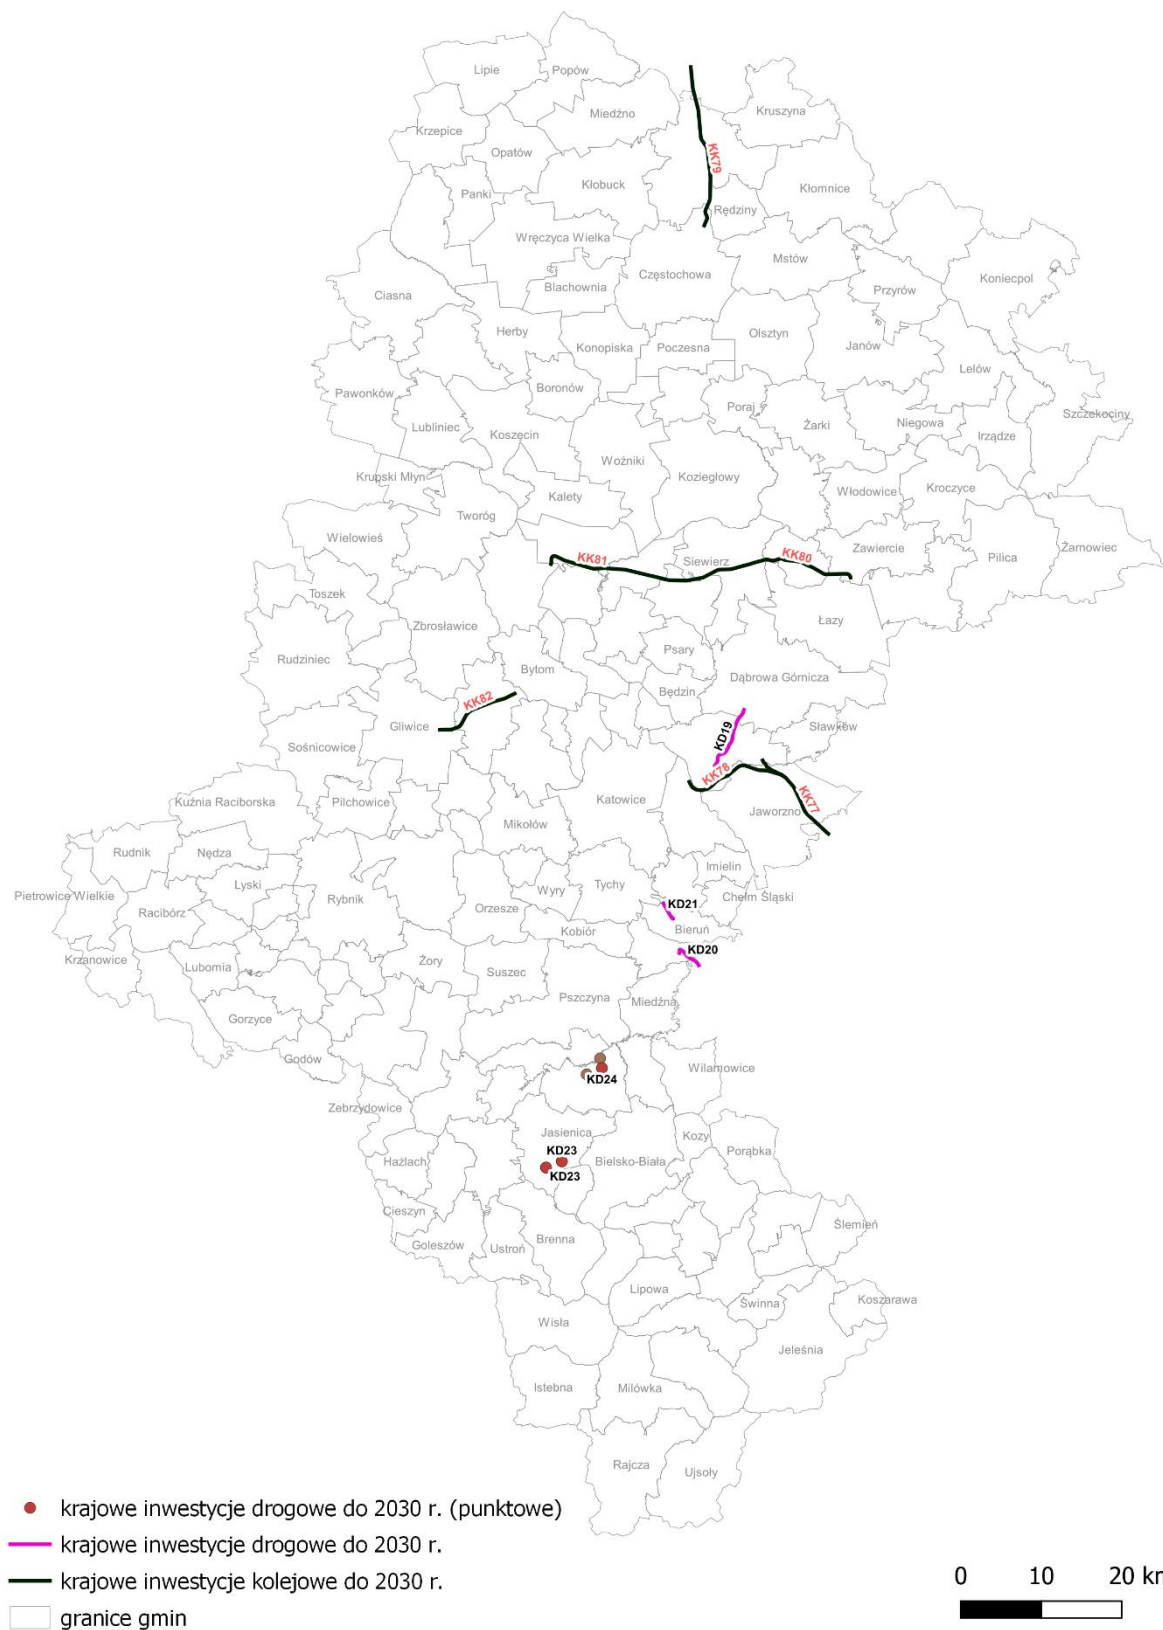 Lipie
Popów
Miedźno
Kruszyna
Krzepice
Opatów
KK79
Kłobuck
Kłomnice
Panki
Rędziny
Wręczyca Wielka
Mstów
Częstochowa
Koniecpol
Blachownia
Przyrów
Ciasna
Herby
Olsztyn
Konopiska
Poczesna
Janów
Lelów
Boronów
Pawonków
Poraj
Szczekociny
Żarki
Niegowa
Lubliniec
Koszęcin
Irządze
Woźniki
Krupski Młyn
Koziegłowy
Kroczyce
Włodowice
Kalety
Tworóg
Wielowieś
Zawiercie
Żarnowiec
KK81
KK80
Siewierz
Pilica
Toszek
Łazy
Zbrosławice
Psary
Rudziniec
Bytom
Dąbrowa Górnicza
Będzin
KK82
Gliwice
Sławków
KD19
Sośnicowice
KK78
Kuźnia Raciborska
Pilchowice
Katowice
KK77
Jaworzno
Mikołów
Rudnik
Nędza
Imielin
Lyski
Wyry
Tychy
Pietrowice Wielkie
Rybnik
Chełm Śląski
KD21
Racibórz
Orzesze
Kobiór
Bieruń
KD20
Krzanowice
Lubomia
Żory
Suszec
Pszczyna
Miedźna
Gorzyce
Godów
Wilamowice
KD24
Zebrzydowice
Jasienica
Kozy
Porąbka
KD23
Hażlach
Bielsko-Biała
KD23
Cieszyn
Ślemień
Goleszów
Ustroń
Brenna
Lipowa
Koszarawa
Świnna
Wisła
Jeleśnia
Istebna
Milówka
Rajcza
Ujsoły
krajowe inwestycje drogowe do 2030 r. (punktowe)
krajowe inwestycje drogowe do 2030 r.
krajowe inwestycje kolejowe do 2030 r.
granice gmin
0 10 20 km